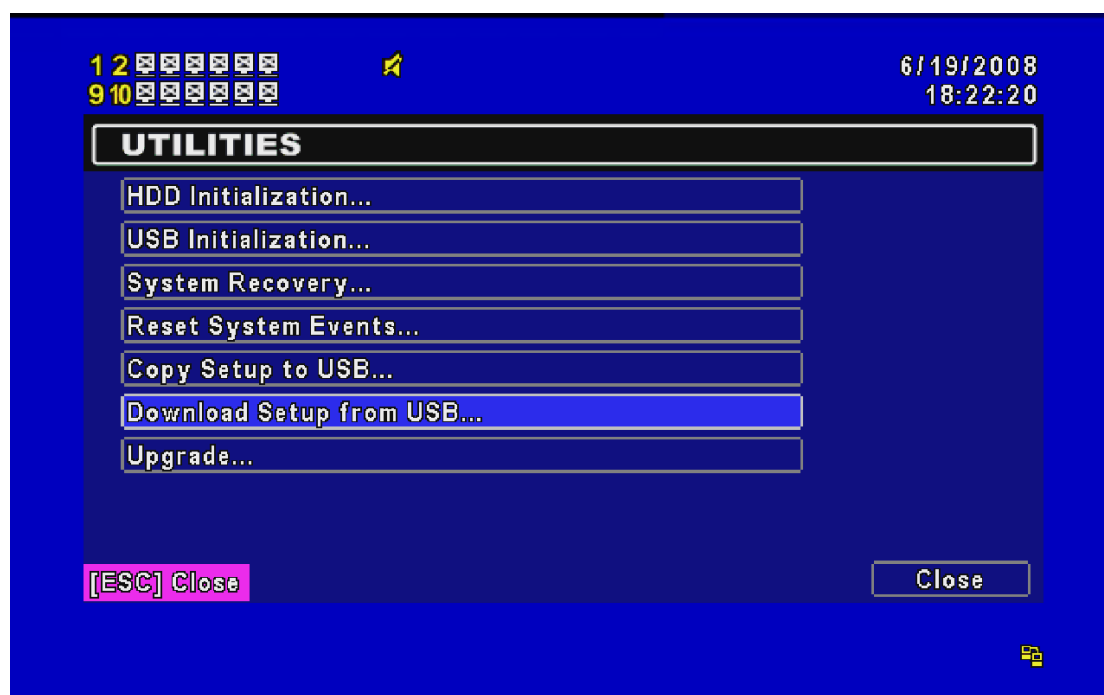 1 2
6/19/2008
9 10
18:22:20
UTILITIES
HDD Initialization...
USB Initialization...
System Recovery...
Reset System Events...
Copy Setup to USB...
Download Setup from USB...
Upgrade...
[ESC] Close
Close